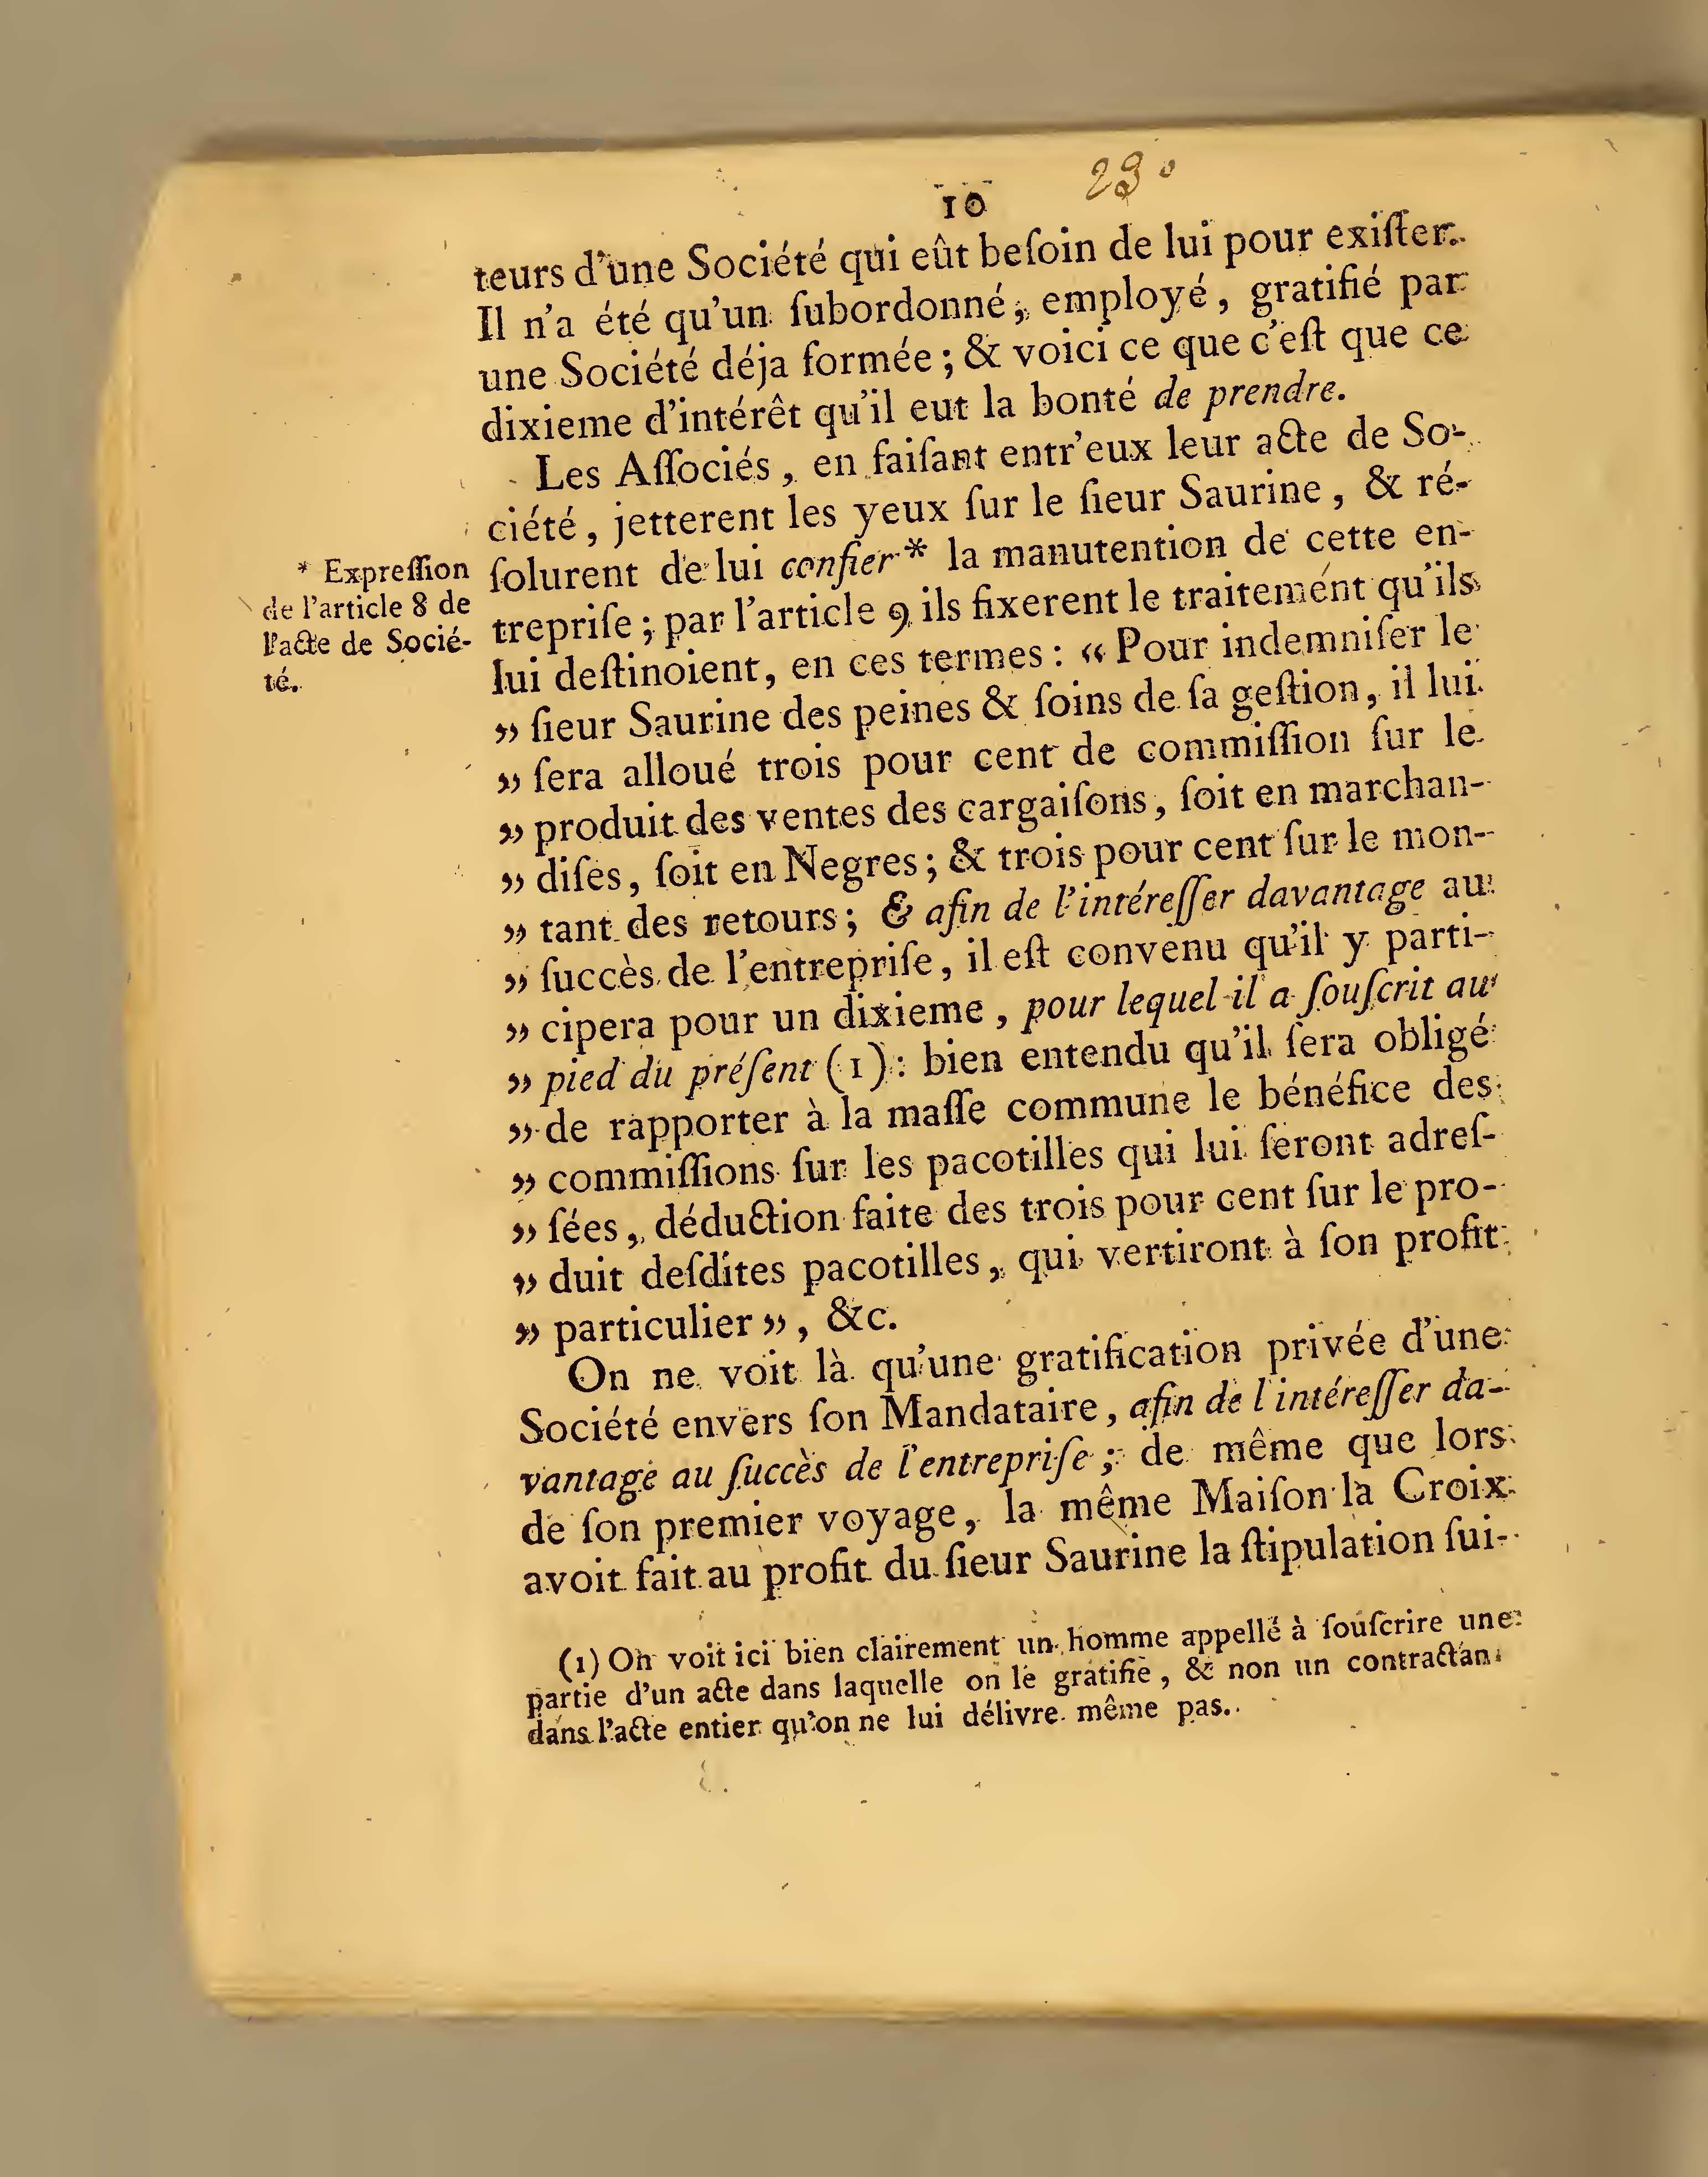 10
teurs d'une Société qui eût beſoin de lui pour exiſter.
Il n'a été qu'un ſubordonné, employé, gratifié par
une Société déja formée ; & voici ce que c'eſt que ce
dixieme d'intérêt qu'il eut la bonté de prendre.
Les Aſſociés, en faiſant entr'eux leur acte de So-
ciété, jetterent les yeux ſur le ſieur Saurine, & ré-
ſolurent de lui confier * la manutention de cette en-
trepriſe ; par l'article 9 ils fixerent le traitement qu'ils
lui deſtinoient, en ces termes : « Pour indemniſer le
» ſieur Saurine des peines & ſoins de ſa geſtion, il lui
» ſera alloué trois pour cent de commiſſion ſur le
» produit des ventes des cargaiſons, ſoit en marchan-
» diſes, ſoit en Negres ; & trois pour cent ſur le mon-
» tant des retours ; & afin de l'intéreſſer davantage au
» ſuccès de l'entrepriſe, il eſt convenu qu'il y parti-
» cipera pour un dixieme, pour lequel il a ſouſcrit au
» pied du préſent (1) : bien entendu qu'il ſera obligé
» de rapporter à la maſſe commune le bénéfice des
» commiſſions ſur les pacotilles qui lui ſeront adreſ-
» ſées, déduction faite des trois pour cent ſur le pro-
» duit deſdites pacotilles, qui vertiront à ſon profit
» particulier », &c.
On ne voit là qu'une gratification privée d'une
Société envers ſon Mandataire, afin de l'intéreſſer da-
vantage au ſuccès de l'entrepriſe ; de même que lors
de ſon premier voyage, la même Maiſon la Croix
avoit fait au profit du ſieur Saurine la ſtipulation ſui-
* Expreſſion
de l'article 8 de
l'acte de Socié-
té.
(1) On voit ici bien clairement un homme appellé à ſouſcrire une
partie d'un acte dans laquelle on le gratifie, & non un contractan
dans l'acte entier qu'on ne lui délivre même pas.